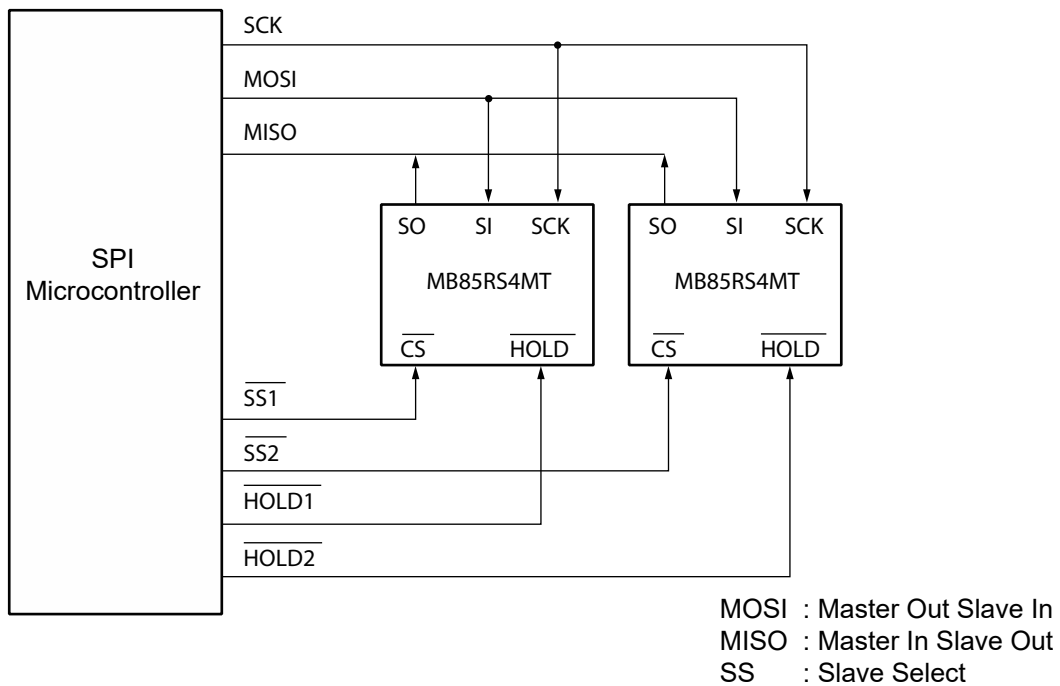 SCK
MOSI
MISO
SPI
Microcontroller
SO SI SCK
MB85RS4MT
CS HOLD
SO SI SCK
MB85RS4MT
CS HOLD
SS1
SS2
HOLD1
HOLD2
MOSI : Master Out Slave In
MISO : Master In Slave Out
SS : Slave Select